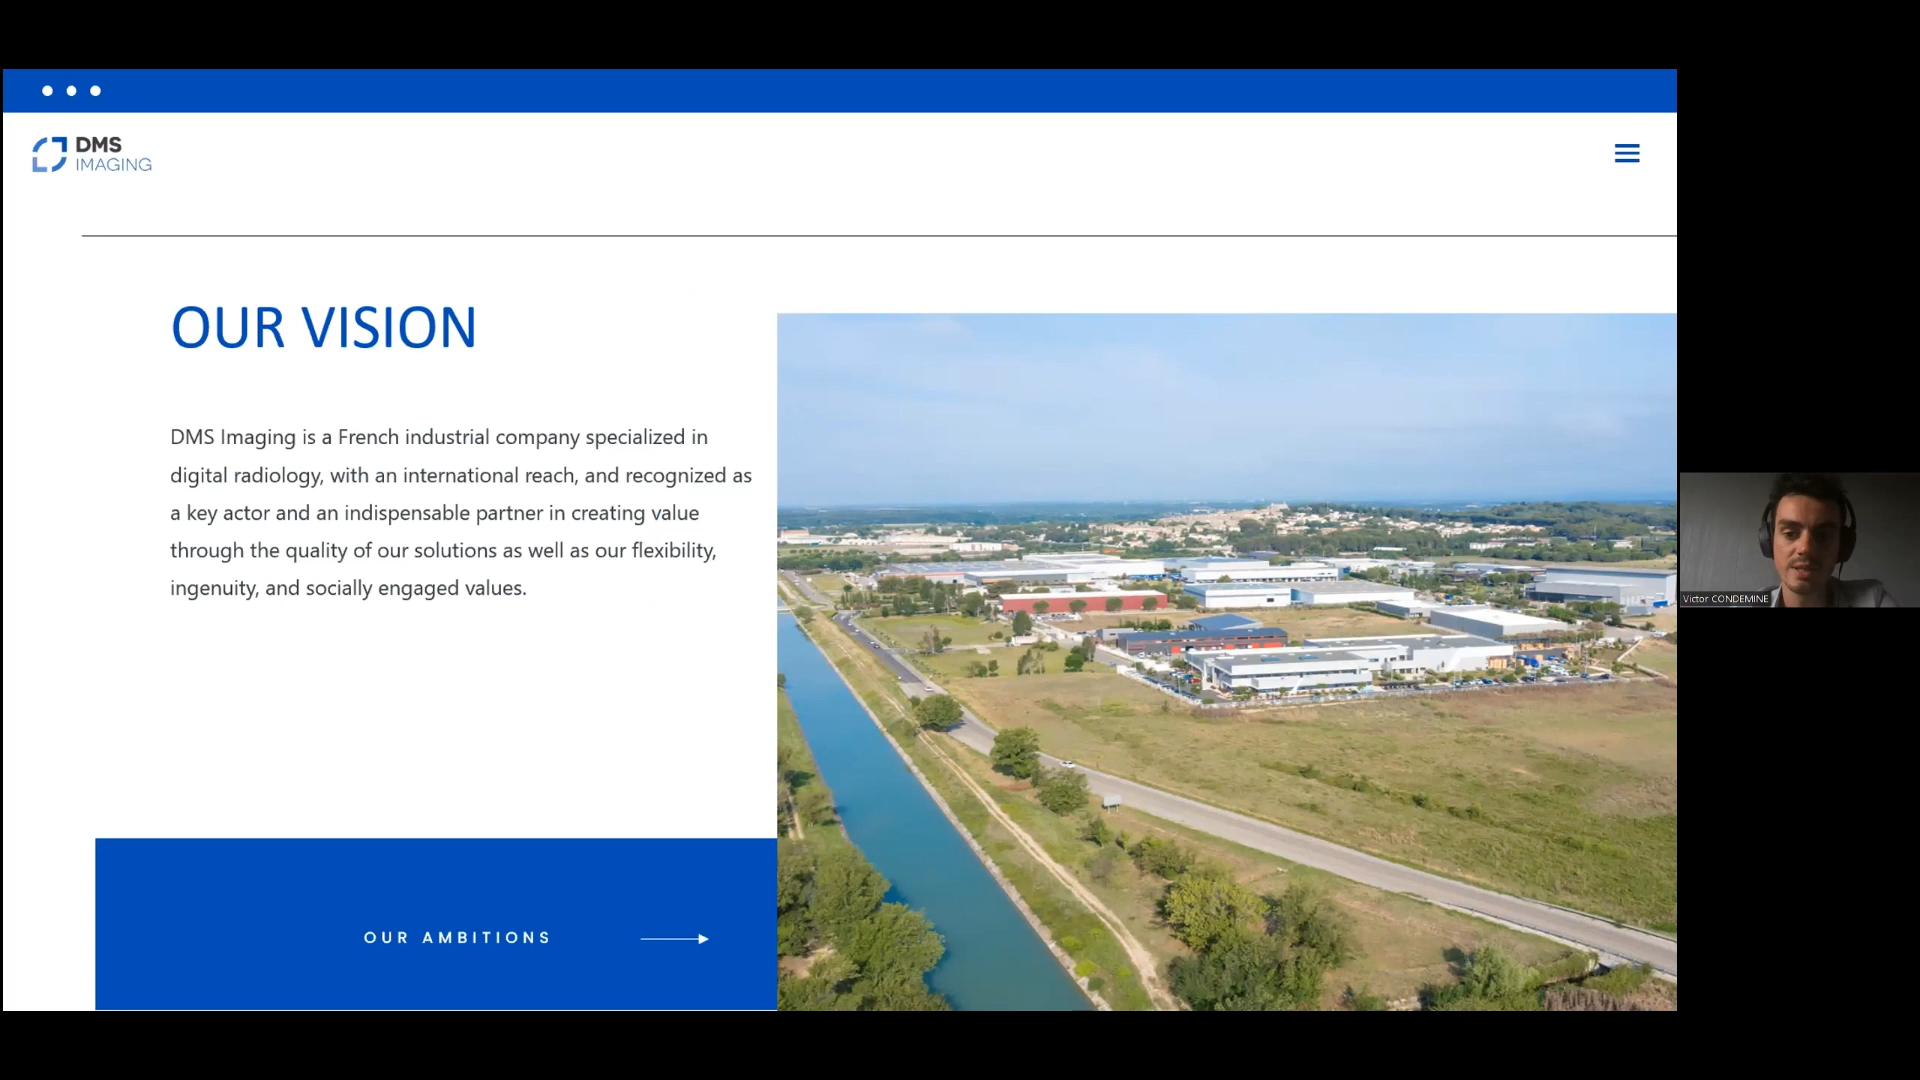 DMS
IMAGING
OUR VISION
DMS Imaging is a French industrial company specialized in
digital radiology, with an international reach, and recognized as
a key actor and an indispensable partner in creating value
through the quality of our solutions as well as our flexibility,
ingenuity, and socially engaged values.
OUR AMBITIONS
Victor CONDEMINE